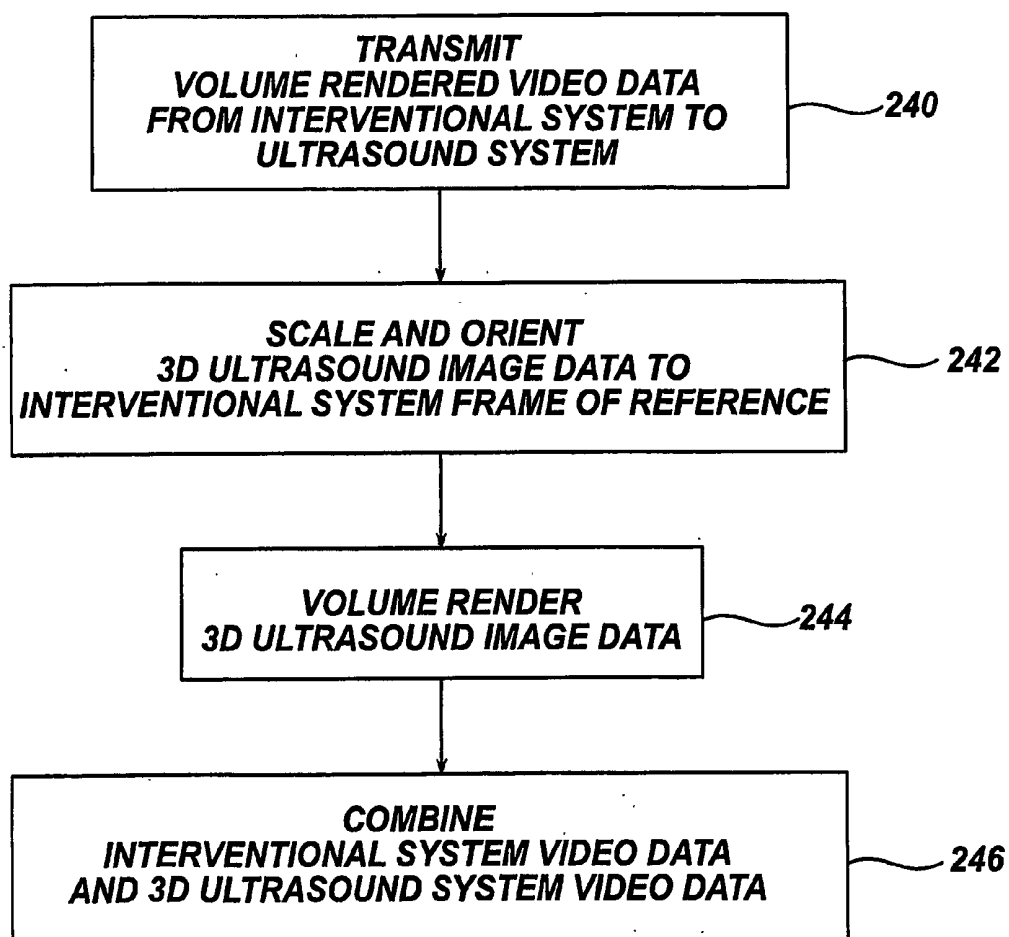 TRANSMIT
VOLUME RENDERED VIDEO DATA
FROM INTERVENTIONAL SYSTEM TO
ULTRASOUND SYSTEM
240
SCALE AND ORIENT
3D ULTRASOUND IMAGE DATA TO
INTERVENTIONAL SYSTEM FRAME OF REFERENCE
242
VOLUME RENDER
3D ULTRASOUND IMAGE DATA
244
COMBINE
INTERVENTIONAL SYSTEM VIDEO DATA
AND 3D ULTRASOUND SYSTEM VIDEO DATA
246